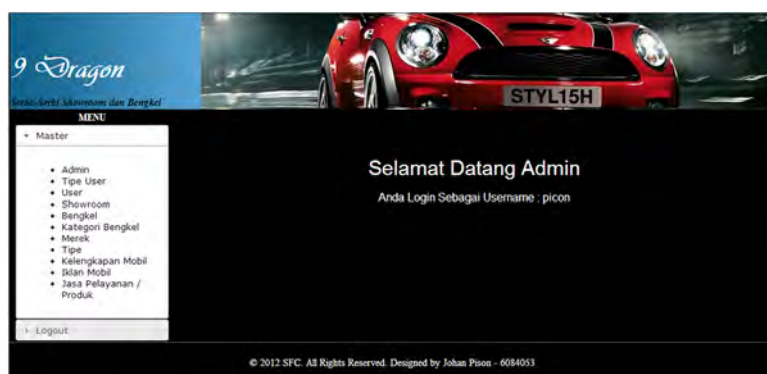 9 Dragon
Serba-Serbi Showroom dan Bengkel
STYL15H
MENU
Master
Admin
Tipe User
User
Showroom
Bengkel
Kategori Bengkel
Merek
Tipe
Kelengkapan Mobil
Iklan Mobil
Jasa Pelayanan /
Produk
Logout
Selamat Datang Admin
Anda Login Sebagai Username : picon
© 2012 SFC. All Rights Reserved. Designed by Johan Pison - 6084053